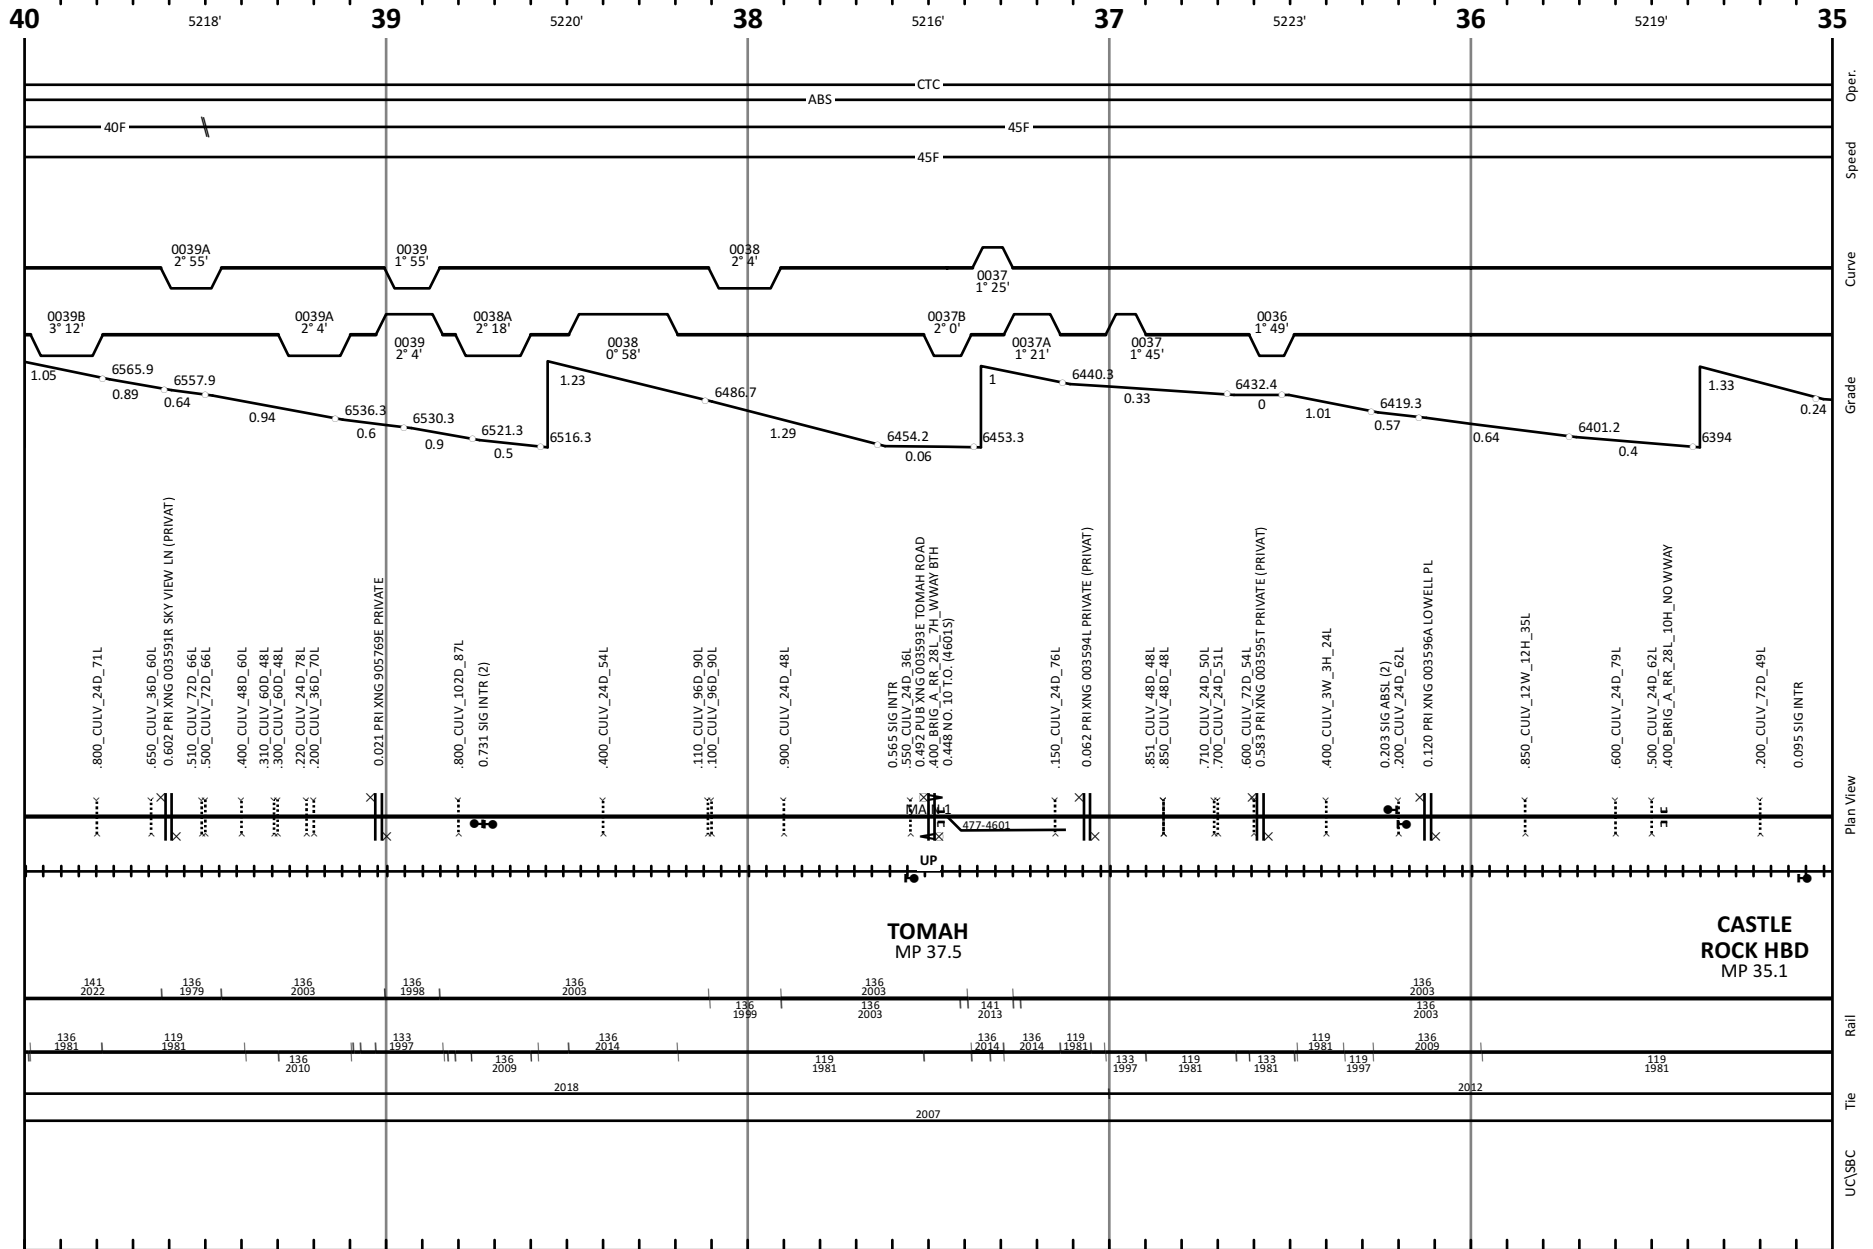 40 5218' 39 5220' 38 5216' 37 5223' 36 5219' 35
Oper.
CTC
ABS
40F 45F
Speed
45F
0039A
2° 55'
0039
1° 55'
0038
2° 4'
0037
1° 25'
Curve
0039B
3° 12'
0039A
2° 4'
0039
2° 4'
0038A
2° 18'
0038
0° 58'
0037B
2° 0'
0037A
1° 21'
0037
1° 45'
0036
1° 49'
Grade
1.05
6565.9
0.89
6557.9
0.64
0.94
6536.3
0.6
6530.3
0.9
6521.3
0.5
6516.3
1.23
6486.7
1.29
6454.2
0.06
6453.3
1
6440.3
0.33
6432.4
0
1.01
6419.3
0.57
0.64
6401.2
0.4
6394
1.33
0.24
.800_CULV_24D_71L
.650_CULV_36D_60L
0.602 PRI XNG 003591R SKY VIEW LN (PRIVAT)
.510_CULV_72D_66L
.500_CULV_72D_66L
.400_CULV_48D_60L
.310_CULV_60D_48L
.300_CULV_60D_48L
.220_CULV_24D_78L
.200_CULV_36D_70L
0.021 PRI XNG 905769E PRIVATE
.800_CULV_102D_87L
0.731 SIG INTR (2)
.400_CULV_24D_54L
.110_CULV_96D_90L
.100_CULV_96D_90L
.900_CULV_24D_48L
0.565 SIG INTR
.550_CULV_24D_36L
0.492 PUB XNG 003593E TOMAH ROAD
.400_BRIG_A_RR_28L_7H_WWAY BTH
0.448 NO. 10 T.O. (4601S)
.150_CULV_24D_76L
0.062 PRI XNG 003594L PRIVATE (PRIVAT)
.851_CULV_48D_48L
.850_CULV_48D_48L
.710_CULV_24D_50L
.700_CULV_24D_51L
.600_CULV_72D_54L
0.583 PRI XNG 003595T PRIVATE (PRIVAT)
.400_CULV_3W_3H_24L
0.203 SIG ABSL (2)
.200_CULV_24D_62L
0.120 PRI XNG 003596A LOWELL PL
.850_CULV_12W_12H_35L
.600_CULV_24D_79L
.500_CULV_24D_62L
.400_BRIG_A_RR_28L_10H_NO WWAY
.200_CULV_72D_49L
0.095 SIG INTR
Plan View
MAIN 1
477-4601
UP
TOMAH
MP 37.5
CASTLE
ROCK HBD
MP 35.1
141
2022
136
1979
136
2003
136
1998
136
2003
136
1999
136
2003
136
2003
141
2013
136
2003
136
2003
Rail
136
1981
119
1981
136
2010
133
1997
136
2009
136
2014
119
1981
136
2014
136
2014
119
1981
133
1997
119
1981
133
1981
119
1981
119
1997
136
2009
119
1981
Tie
2018 2012
2007
UC\SBC